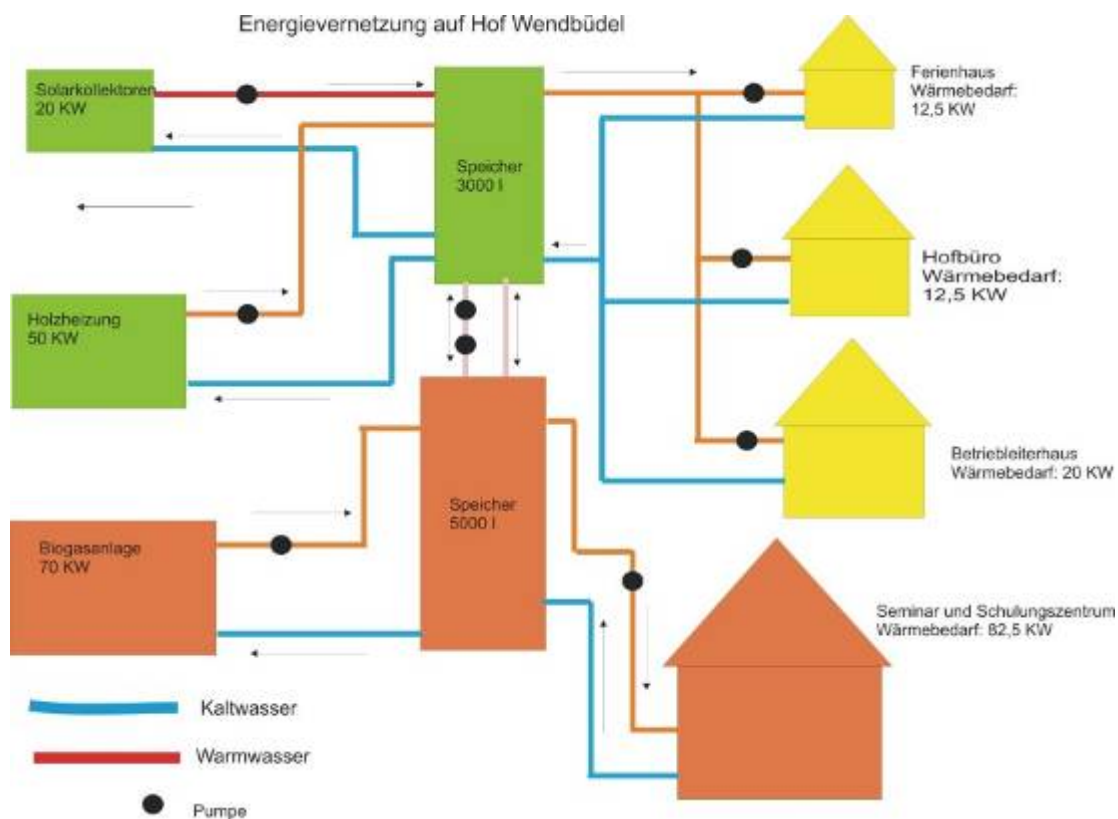 Energievernetzung auf Hof Wendbüdel
Solarkollektoren
20 KW
Speicher
3000 l
Ferienhaus
Wärmebedarf:
12,5 KW
Hofbüro
Wärmebedarf:
12,5 KW
Holzheizung
50 KW
Betriebleiterhaus
Wärmebedarf: 20 KW
Speicher
5000 l
Biogasanlage
70 KW
Seminar und Schulungszentrum
Wärmebedarf: 82,5 KW
Kaltwasser
Warmwasser
Pumpe